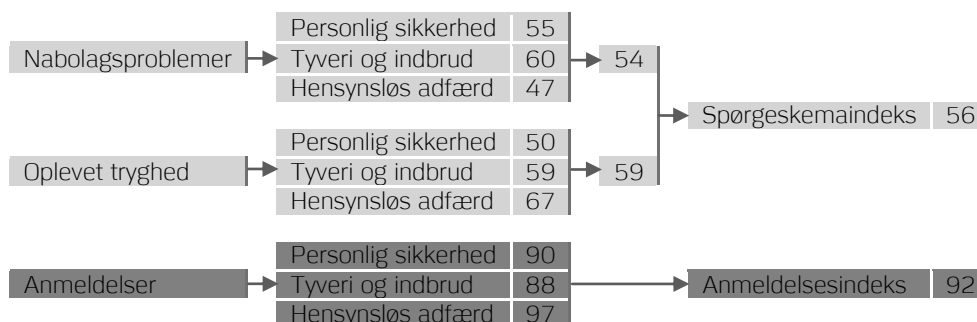 Personlig sikkerhed 55
Nabolagsproblemer Tyveri og indbrud 60 54
Hensynsløs adfærd 47
Spørgeskemaindeks 56
Personlig sikkerhed 50
Oplevet tryghed Tyveri og indbrud 59 59
Hensynsløs adfærd 67
Personlig sikkerhed 90
Anmeldelser Tyveri og indbrud 88 Anmeldelsesindeks 92
Hensynsløs adfærd 97